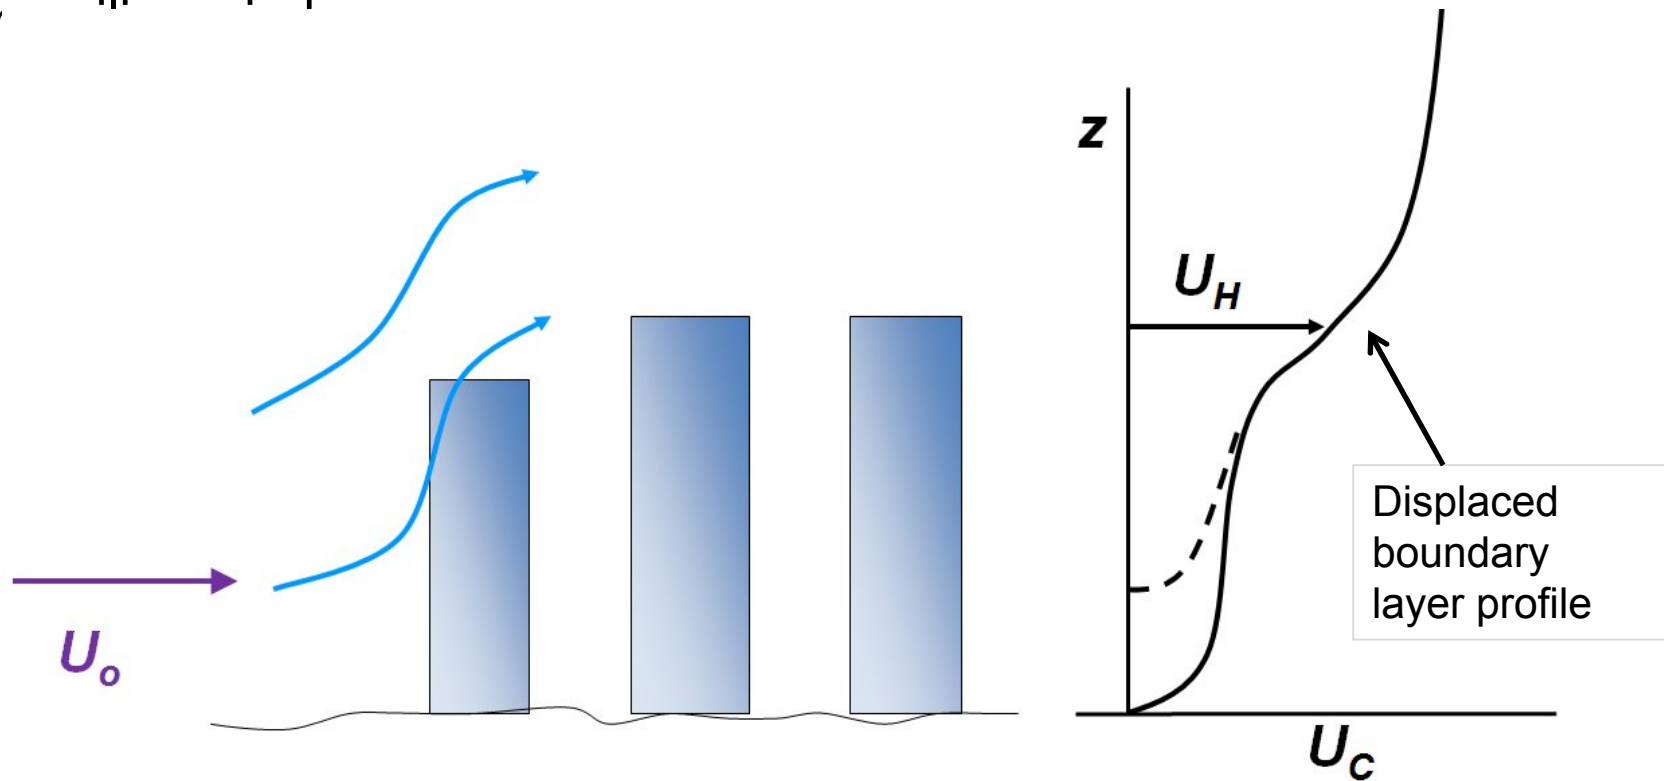 z
U_H
Displaced
boundary
layer profile
U_o
U_C